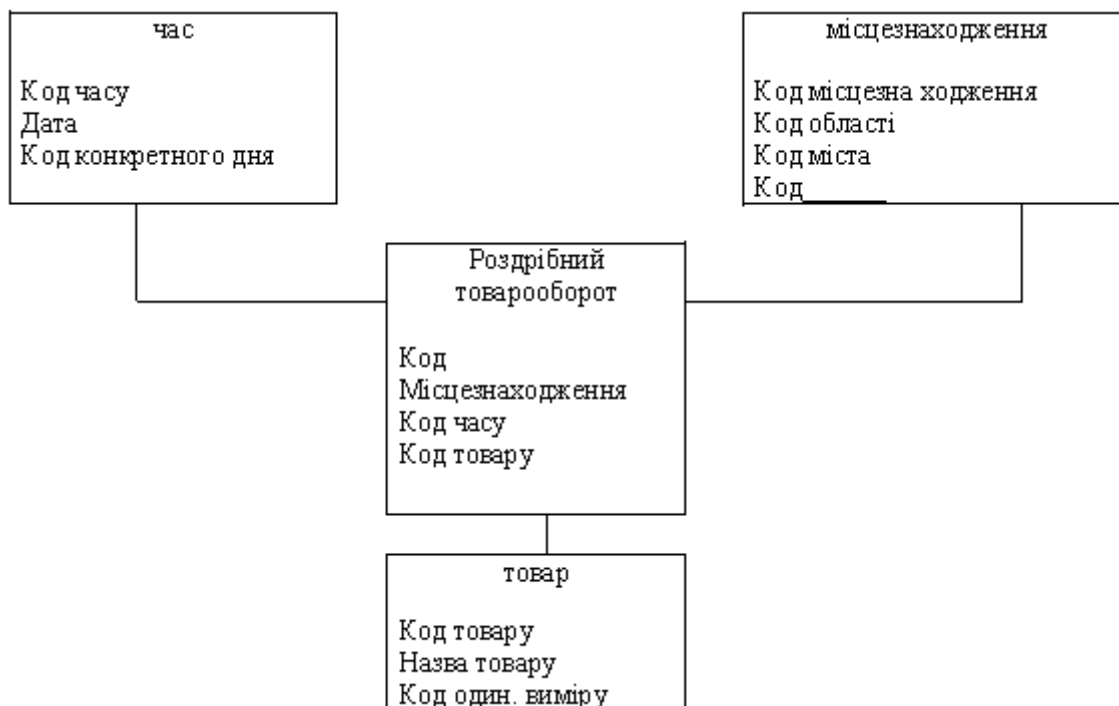 час
Код часу
Дата
Код конкретного дня
місцезнаходження
Код місцезна ходження
Код області
Код міста
Код______
Роздрібний
товарооборот
Код
Місцезнаходження
Код часу
Код товару
товар
Код товару
Назва товару
Код один. виміру